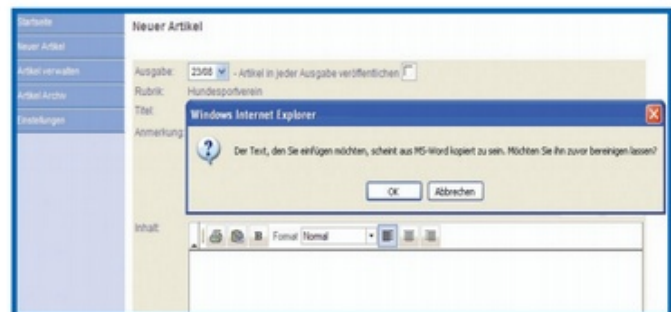 Startseite
Neuer Artikel
Artikel verwalten
Artikel Archiv
Einstellungen
Neuer Artikel
Ausgabe: 23/08 - Artikel in jeder Ausgabe veröffentlichen
Rubrik: Hundesportverein
Titel:
Anmerkung:
Windows Internet Explorer
Der Text, den Sie einfügen möchten, scheint aus MS-Word kopiert zu sein. Möchten Sie ihn zuvor bereinigen lassen?
OK Abbrechen
Inhalt:
B Format Normal